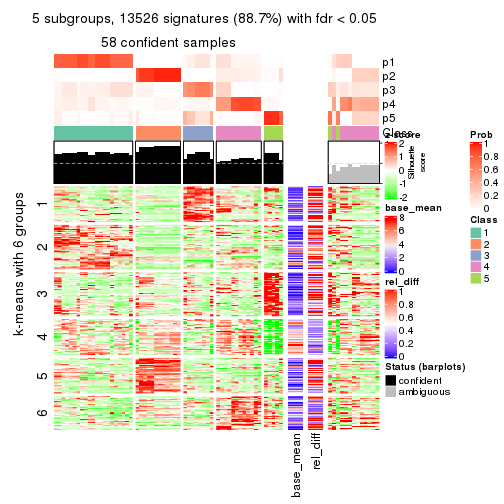 5 subgroups, 13526 signatures (88.7%) with fdr < 0.05
58 confident samples
p1
p2
p3
p4
p5
Class
Silhouette
score
k-means with 6 groups
1
2
3
4
5
6
base_mean
rel_diff
z-score
2
1
0
-1
-2
base_mean
8
6
4
2
0
rel_diff
1
0.8
0.6
0.4
0.2
0
Status (barplots)
confident
ambiguous
Prob
1
0.8
0.6
0.4
0.2
0
Class
1
2
3
4
5